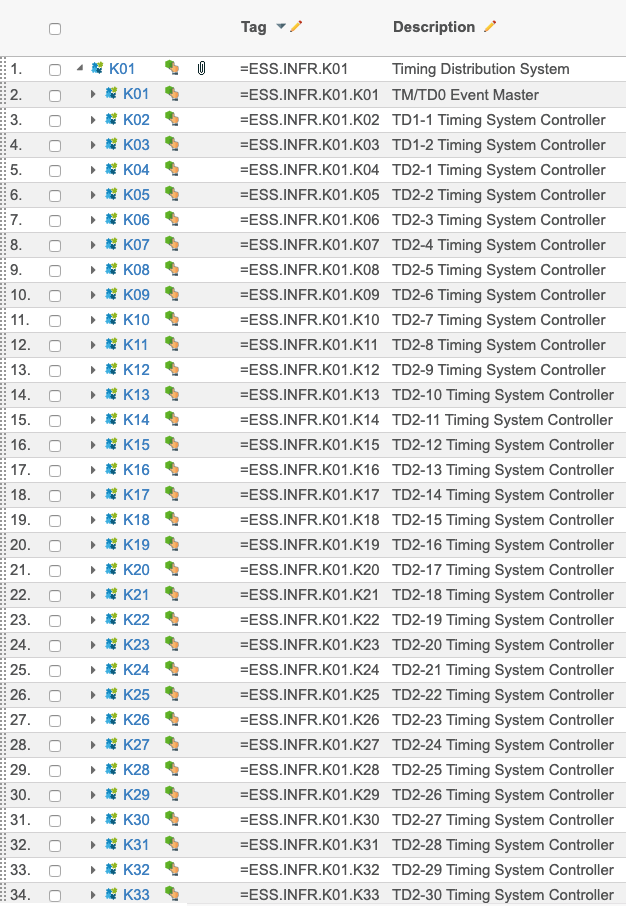 Tag Description
1. K01 =ESS.INFR.K01 Timing Distribution System
2. K01 =ESS.INFR.K01.K01 TM/TD0 Event Master
3. K02 =ESS.INFR.K01.K02 TD1-1 Timing System Controller
4. K03 =ESS.INFR.K01.K03 TD1-2 Timing System Controller
5. K04 =ESS.INFR.K01.K04 TD2-1 Timing System Controller
6. K05 =ESS.INFR.K01.K05 TD2-2 Timing System Controller
7. K06 =ESS.INFR.K01.K06 TD2-3 Timing System Controller
8. K07 =ESS.INFR.K01.K07 TD2-4 Timing System Controller
9. K08 =ESS.INFR.K01.K08 TD2-5 Timing System Controller
10. K09 =ESS.INFR.K01.K09 TD2-6 Timing System Controller
11. K10 =ESS.INFR.K01.K10 TD2-7 Timing System Controller
12. K11 =ESS.INFR.K01.K11 TD2-8 Timing System Controller
13. K12 =ESS.INFR.K01.K12 TD2-9 Timing System Controller
14. K13 =ESS.INFR.K01.K13 TD2-10 Timing System Controller
15. K14 =ESS.INFR.K01.K14 TD2-11 Timing System Controller
16. K15 =ESS.INFR.K01.K15 TD2-12 Timing System Controller
17. K16 =ESS.INFR.K01.K16 TD2-13 Timing System Controller
18. K17 =ESS.INFR.K01.K17 TD2-14 Timing System Controller
19. K18 =ESS.INFR.K01.K18 TD2-15 Timing System Controller
20. K19 =ESS.INFR.K01.K19 TD2-16 Timing System Controller
21. K20 =ESS.INFR.K01.K20 TD2-17 Timing System Controller
22. K21 =ESS.INFR.K01.K21 TD2-18 Timing System Controller
23. K22 =ESS.INFR.K01.K22 TD2-19 Timing System Controller
24. K23 =ESS.INFR.K01.K23 TD2-20 Timing System Controller
25. K24 =ESS.INFR.K01.K24 TD2-21 Timing System Controller
26. K25 =ESS.INFR.K01.K25 TD2-22 Timing System Controller
27. K26 =ESS.INFR.K01.K26 TD2-23 Timing System Controller
28. K27 =ESS.INFR.K01.K27 TD2-24 Timing System Controller
29. K28 =ESS.INFR.K01.K28 TD2-25 Timing System Controller
30. K29 =ESS.INFR.K01.K29 TD2-26 Timing System Controller
31. K30 =ESS.INFR.K01.K30 TD2-27 Timing System Controller
32. K31 =ESS.INFR.K01.K31 TD2-28 Timing System Controller
33. K32 =ESS.INFR.K01.K32 TD2-29 Timing System Controller
34. K33 =ESS.INFR.K01.K33 TD2-30 Timing System Controller